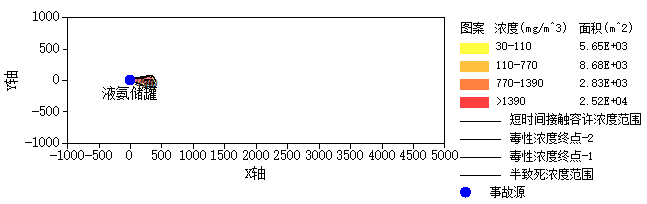 1000
500
0
-500
-1000
Y轴
液氨储罐
-1000 -500 0 500 1000 1500 2000 2500 3000 3500 4000 4500 5000
X轴
图案 浓度(mg/m^3) 面积(m^2)
30-110 5.65E+03
110-770 8.68E+03
770-1390 2.83E+03
>1390 2.52E+04
短时间接触容许浓度范围
毒性浓度终点-2
毒性浓度终点-1
半致死浓度范围
事故源